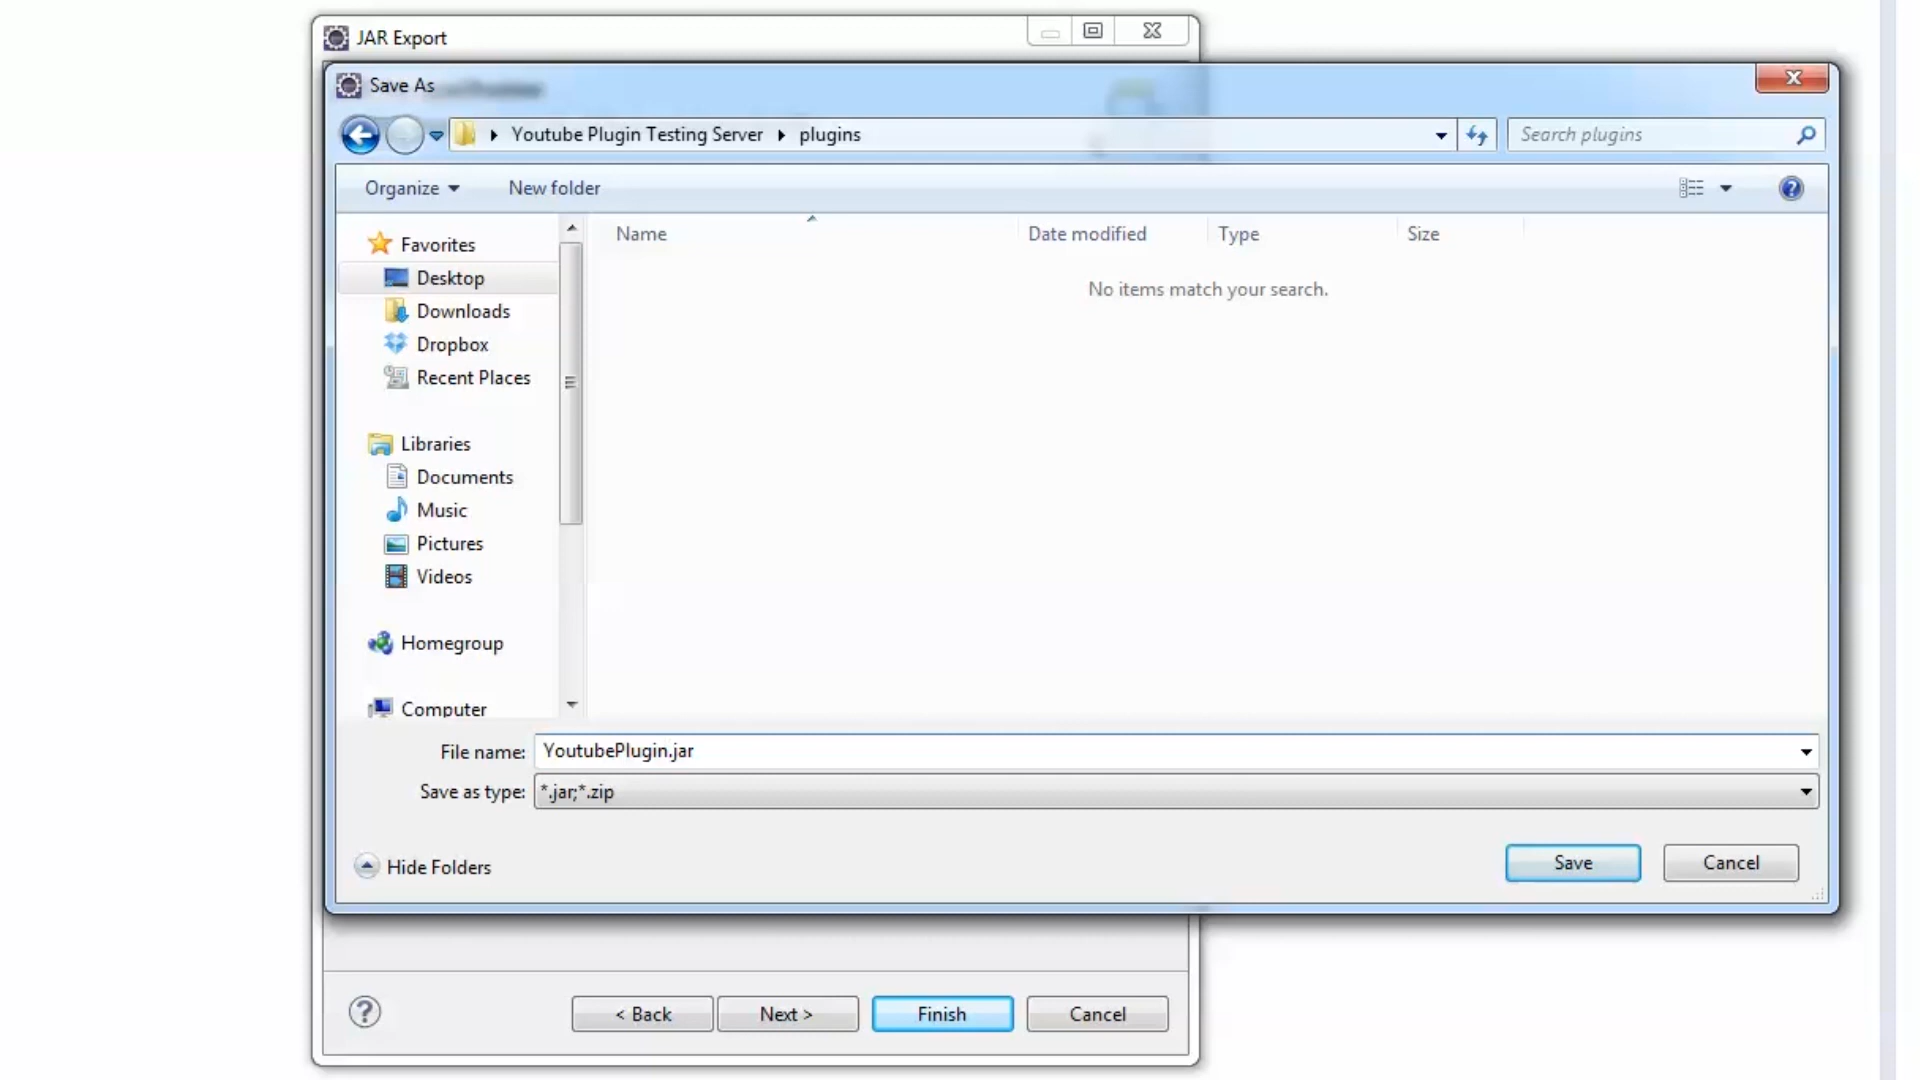 JAR Export
Save As
Youtube Plugin Testing Server plugins
Search plugins
Organize
New folder
Favorites
Desktop
Downloads
Dropbox
Recent Places
Libraries
Documents
Music
Pictures
Videos
Homegroup
Computer
Name
Date modified
Type
Size
No items match your search.
File name: YoutubePlugin.jar
Save as type: *.jar;*.zip
Hide Folders
Save
Cancel
< Back
Next >
Finish
Cancel